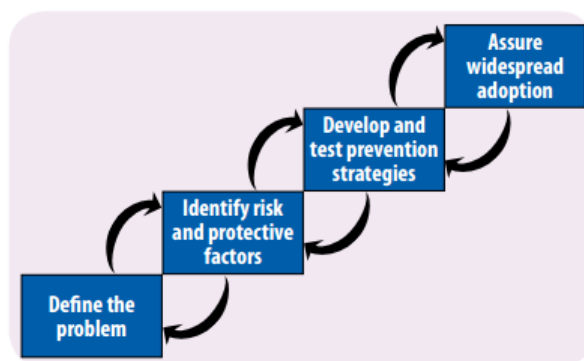 Assure
widespread
adoption
Develop and
test prevention
strategies
Identify risk
and protective
factors
Define the
problem